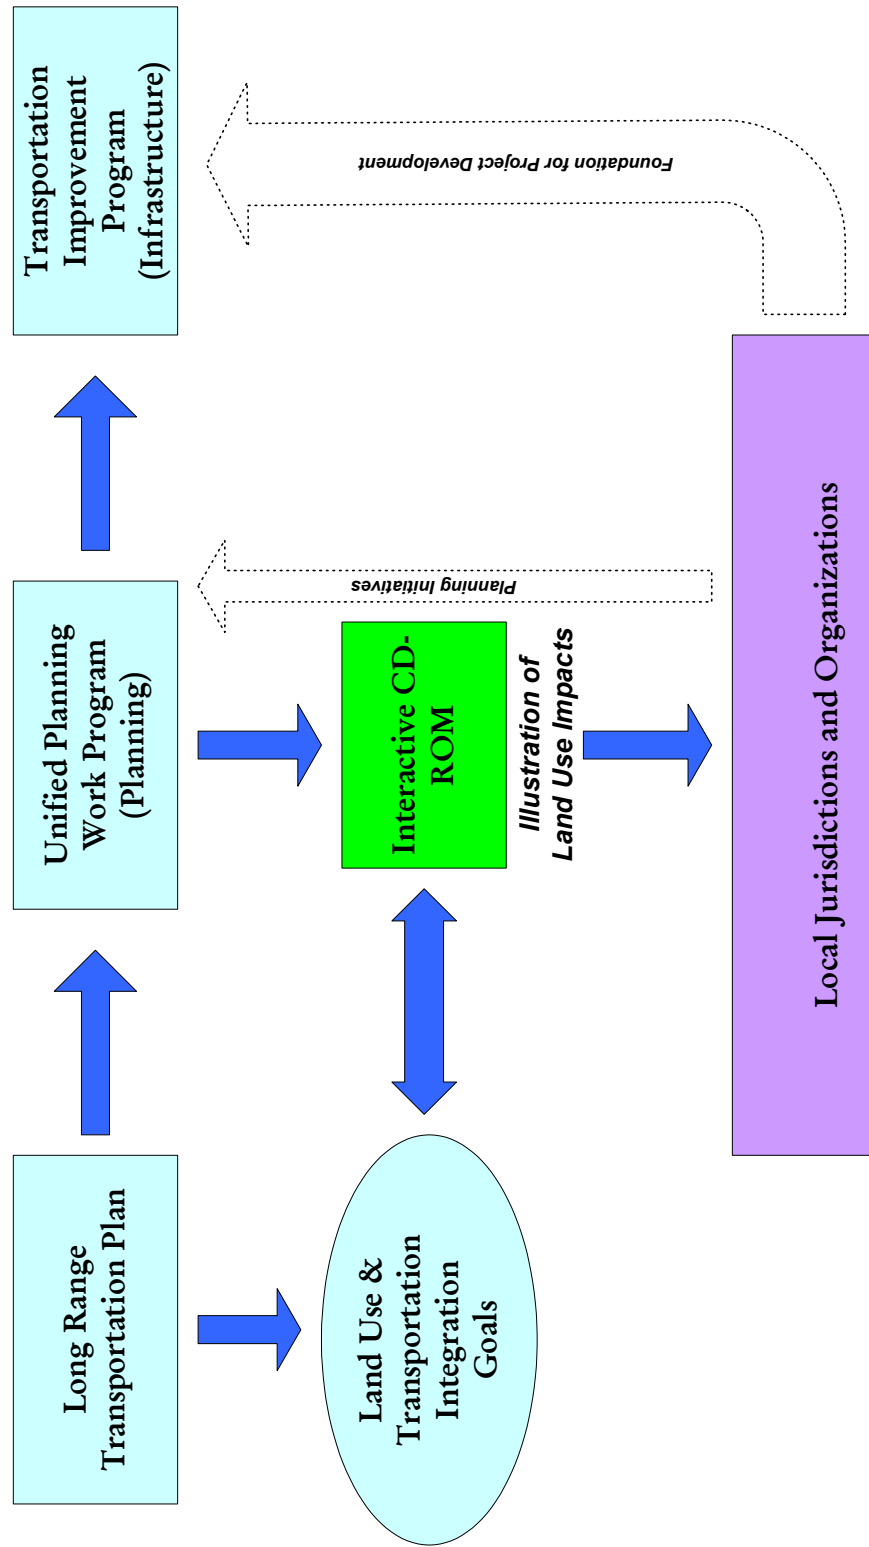 Long Range
Transportation Plan
Unified Planning
Work Program
(Planning)
Transportation
Improvement
Program
(Infrastructure)
Land Use &
Transportation
Integration
Goals
Interactive CD-
ROM
Illustration of
Land Use Impacts
Planning Initiatives
Foundation for Project Development
Local Jurisdictions and Organizations